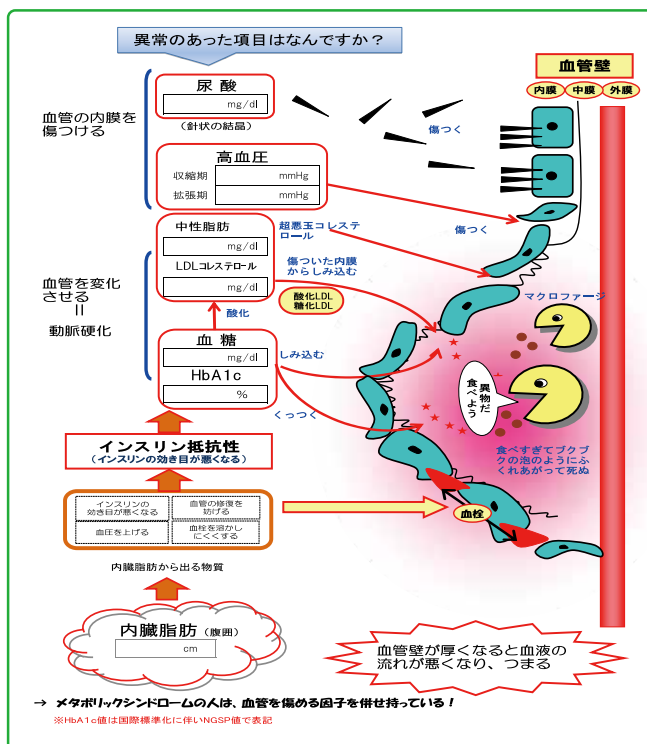 異常のあった項目はなんですか？
血管の内膜を
傷つける
尿酸
mg/dl
(針状の結晶)
高血圧
収縮期 mmHg
拡張期 mmHg
血管を変化
させる
＝
動脈硬化
中性脂肪
mg/dl
LDLコレステロール
mg/dl
酸化
血糖
mg/dl
HbA1c
%
インスリン抵抗性
(インスリンの効き目が悪くなる)
インスリンの
効き目が悪くなる
血管の修復を
妨げる
血圧を上げる
血栓を溶かし
にくくする
内臓脂肪から出る物質
内臓脂肪(腹囲)
cm
血管壁
内膜 中膜 外膜
傷つく
傷つく
超悪玉コレステ
ロール
傷ついた内膜
からしみ込む
酸化LDL
糖化LDL
しみ込む
くっつく
マクロファージ
異物だ
食べよう
食べすぎてブクブ
クの泡のようにふ
くれあがって死ぬ
血栓
血管壁が厚くなると血液の
流れが悪くなり、つまる
→ メタボリックシンドロームの人は、血管を傷める因子を併せ持っている！
※HbA1c値は国際標準化に伴いNGSP値で表記